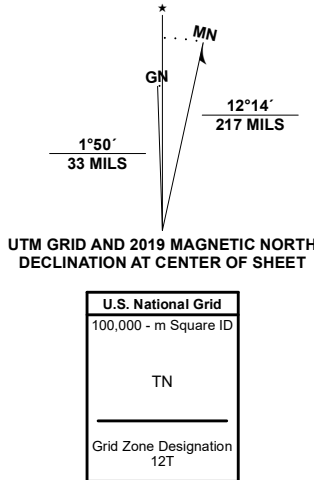 ★
MN
GN
1°50´
33 MILS
12°14´
217 MILS
UTM GRID AND 2019 MAGNETIC NORTH
DECLINATION AT CENTER OF SHEET
U.S. National Grid
100,000 - m Square ID
TN
Grid Zone Designation
12T